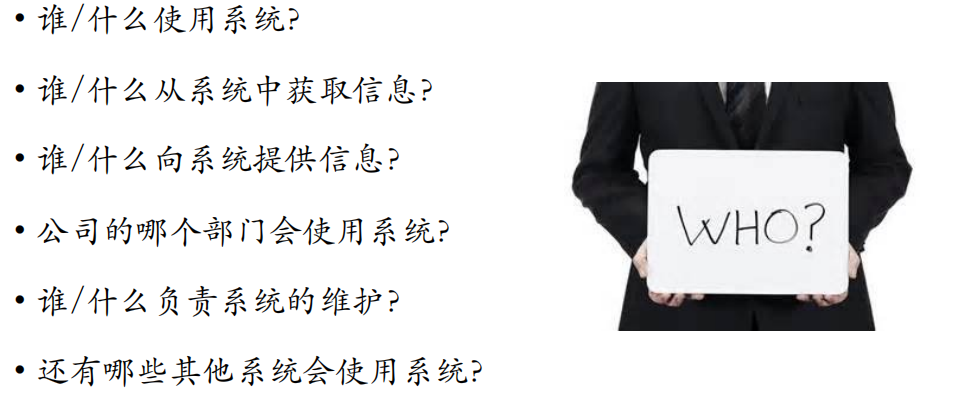 • 谁/什么使用系统?
• 谁/什么从系统中获取信息?
• 谁/什么向系统提供信息?
• 公司的哪个部门会使用系统?
• 谁/什么负责系统的维护?
• 还有哪些其他系统会使用系统?
WHO?